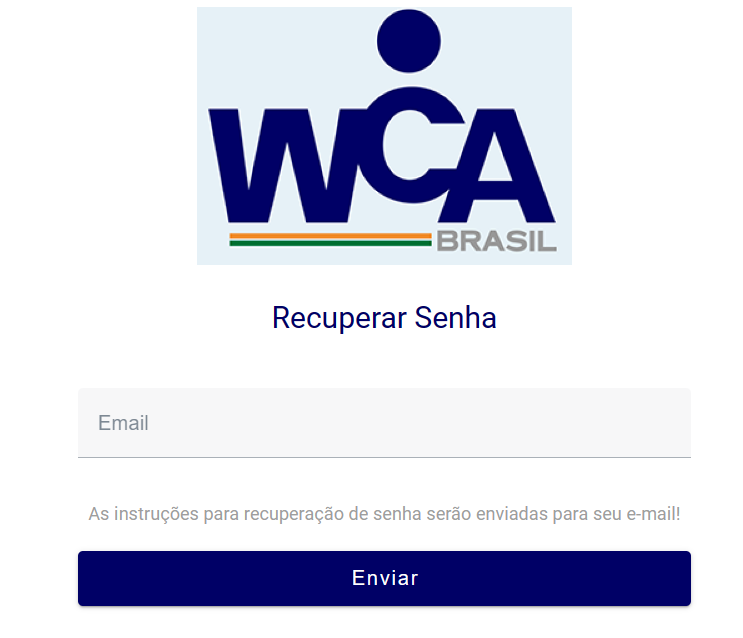 WCA
BRASIL
Recuperar Senha
Email
As instruções para recuperação de senha serão enviadas para seu e-mail!
Enviar